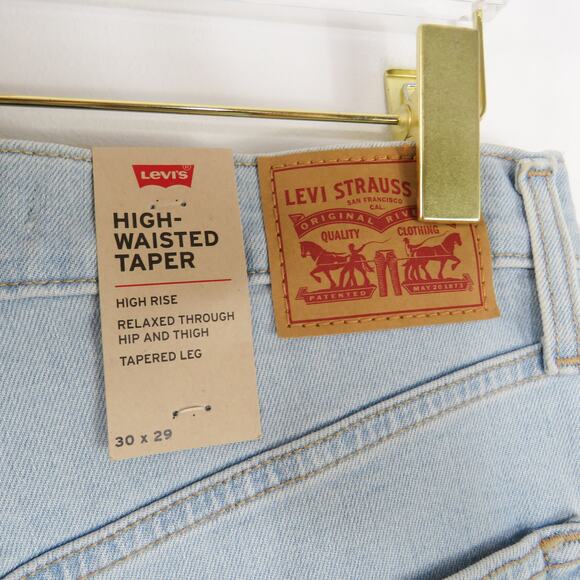 LEVI'S
HIGH-
WAISTED
TAPER
HIGH RISE
RELAXED THROUGH
HIP AND THIGH
TAPERED LEG
30 x 29
LEVI STRAUSS
SAN FRANCISCO
CAL.
ORIGINAL
QUALITY CLOTHING
PATENTED MAY 20 1873